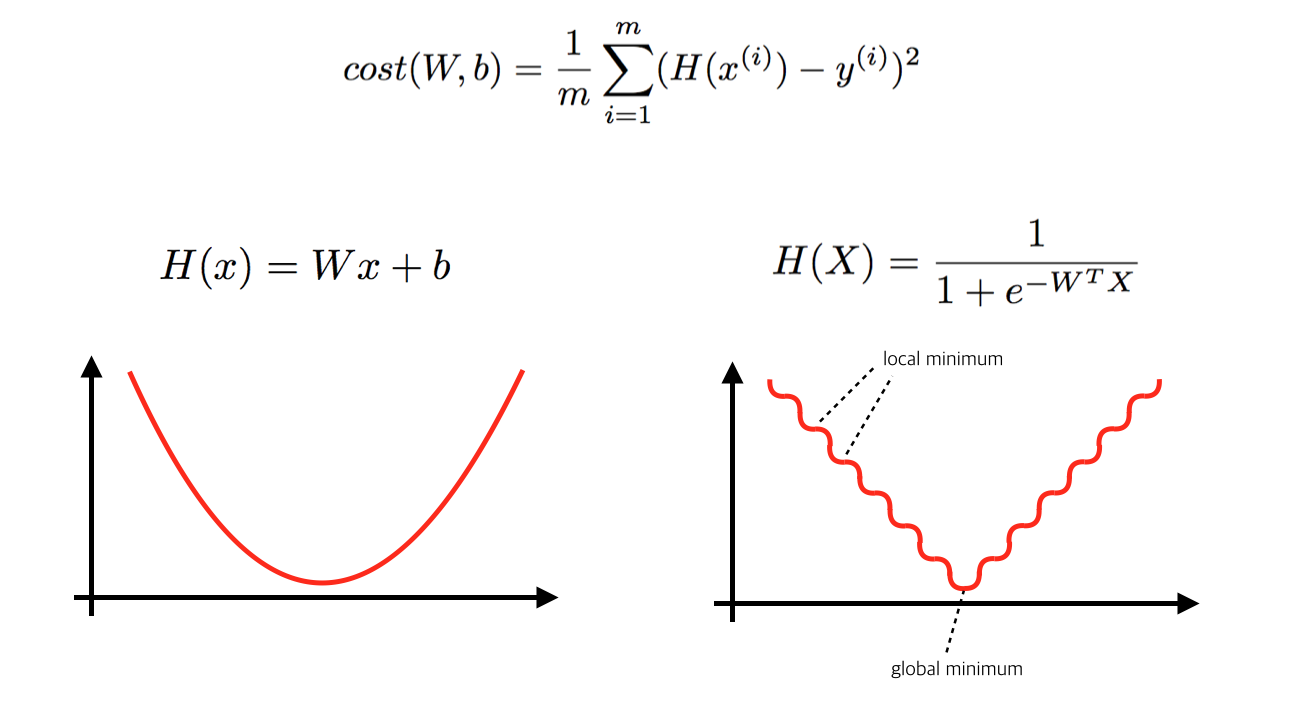 cost(W, b) = \frac{1}{m} \sum_{i=1}^{m} (H(x^{(i)}) - y^{(i)})^2
H(x) = Wx + b
H(X) = \frac{1}{1 + e^{-W^T X}}
local minimum
global minimum